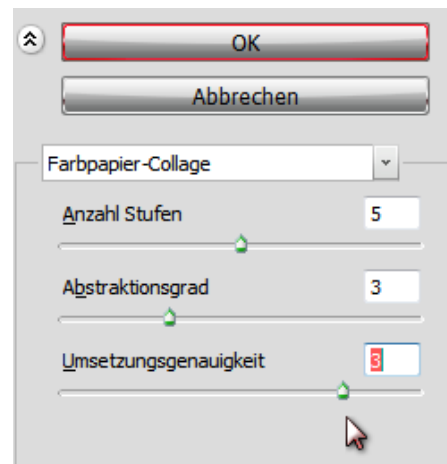 OK
Abbrechen
Farbpapier-Collage
Anzahl Stufen 5
Abstraktionsgrad 3
Umsetzungsgenauigkeit 3